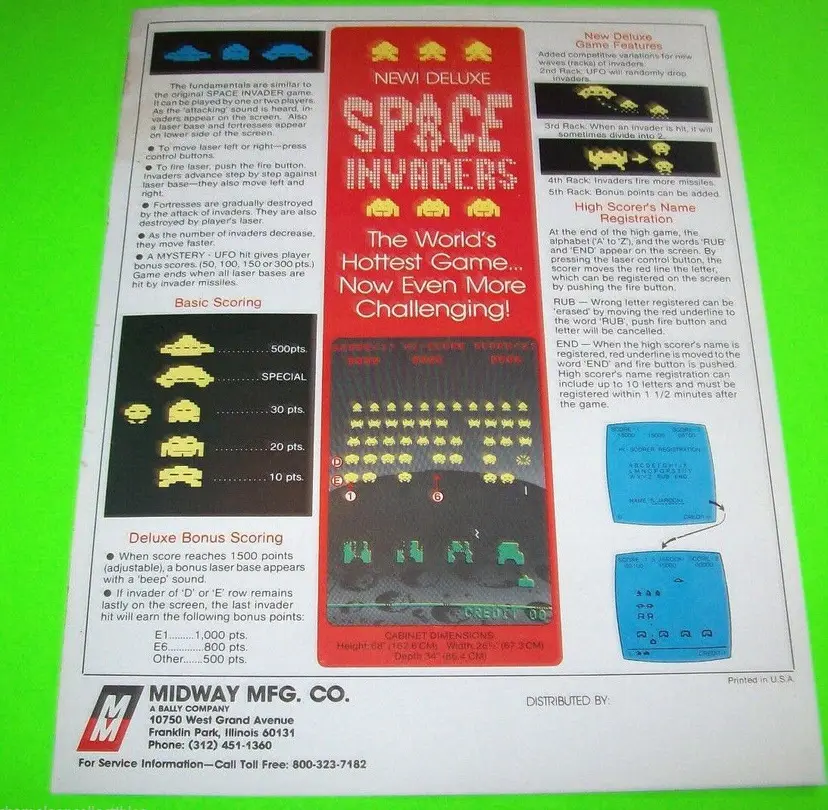 The fundamentals are similar to
the original SPACE INVADER game.
It can be played by one or two players.
As the 'attacking' sound is heard, in-
vaders appear on the screen. Also
a laser base and fortresses appear
on lower side of the screen.
● To move laser left or right—press
control buttons.
● To fire laser, push the fire button.
Invaders advance step by step against
laser base—they also move left and
right.
● Fortresses are gradually destroyed
by the attack of invaders. They are also
destroyed by player's laser.
● As the number of invaders decrease,
they move faster.
● A MYSTERY - UFO hit gives player
bonus scores. (50, 100, 150 or 300 pts.)
Game ends when all laser bases are
hit by invader missiles.
Basic Scoring
500pts.
SPECIAL
30 pts.
20 pts.
10 pts.
Deluxe Bonus Scoring
● When score reaches 1500 points
(adjustable), a bonus laser base appears
with a 'beep' sound.
● If invader of 'D' or 'E' row remains
lastly on the screen, the last invader
hit will earn the following bonus points:
E1.........1,000 pts.
E6...........800 pts.
Other.....500 pts.
NEW! DELUXE
SPACE
INVADERS
The World's
Hottest Game...
Now Even More
Challenging!
D
E
1 6
CREDIT 00
CABINET DIMENSIONS
Depth 34" (86.4 CM)
New Deluxe
Game Features
Added competitive variations for new
waves (racks) of invaders.
2nd Rack: UFO will randomly drop
invaders.
3rd Rack: When an invader is hit, it will
sometimes divide into 2.
4th Rack: Invaders fire more missiles.
5th Rack: Bonus points can be added.
High Scorer's Name
Registration
At the end of the high game, the
alphabet ('A' to 'Z'), and the words 'RUB'
and 'END' appear on the screen. By
pressing the laser control button, the
scorer moves the red line the letter,
which can be registered on the screen
by pushing the fire button.
RUB — Wrong letter registered can be
'erased' by moving the red underline to
the word 'RUB', push fire button and
letter will be cancelled.
END — When the high scorer's name is
registered, red underline is moved to the
word 'END' and fire button is pushed.
High scorer's name registration can
include up to 10 letters and must be
registered within 1 1/2 minutes after
the game.
HI-SCORER REGISTRATION
Printed in U.S.A.
MIDWAY MFG. CO.
A BALLY COMPANY
10750 West Grand Avenue
Franklin Park, Illinois 60131
Phone: (312) 451-1360
For Service Information—Call Toll Free: 800-323-7182
DISTRIBUTED BY: